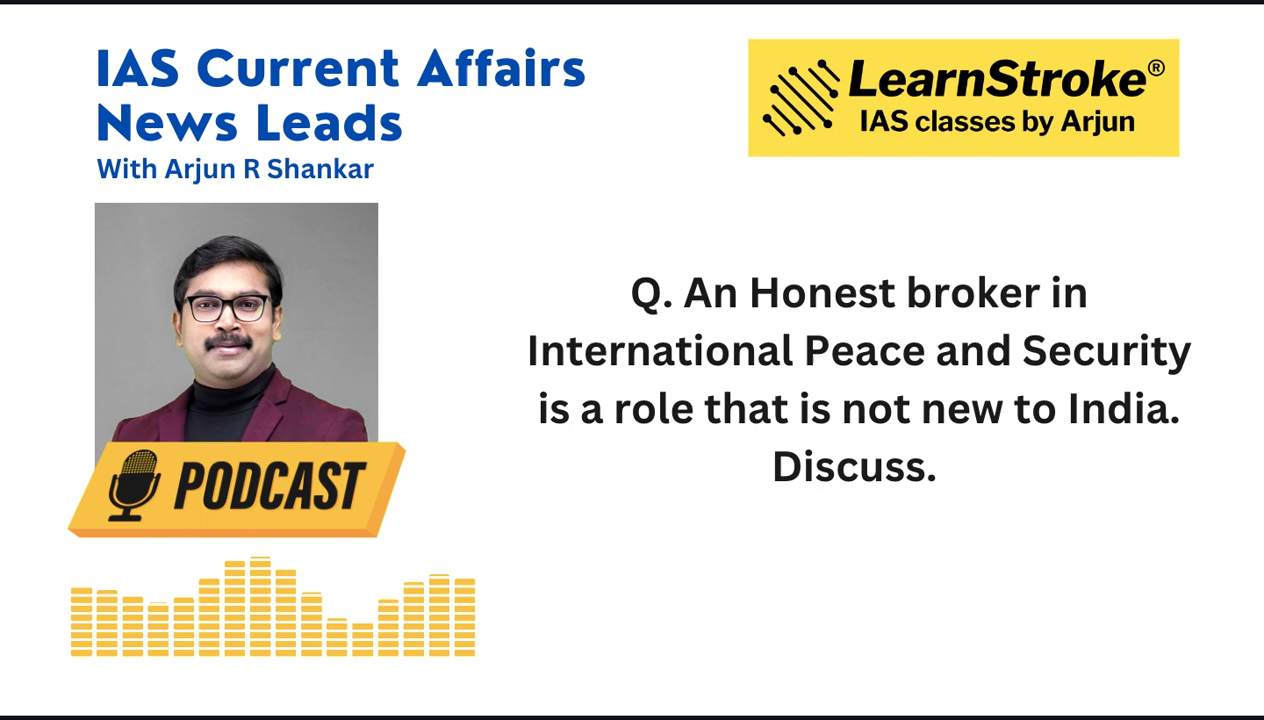 IAS Current Affairs
News Leads
With Arjun R Shankar
LearnStroke®
IAS classes by Arjun
Q. An Honest broker in
International Peace and Security
is a role that is not new to India.
Discuss.
PODCAST